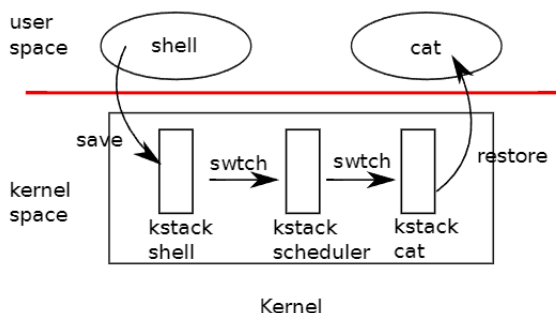 user
space
shell
cat
save
swtch
swtch
restore
kernel
space
kstack
shell
kstack
scheduler
kstack
cat
Kernel